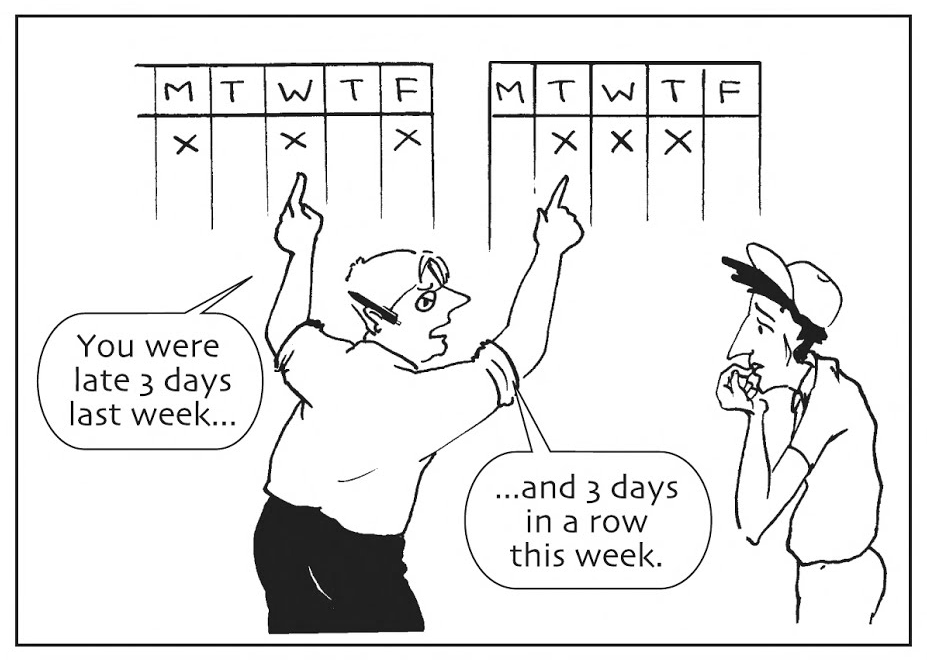 M T W T F
x x x
M T W T F
x x x
You were
late 3 days
last week...
...and 3 days
in a row
this week.